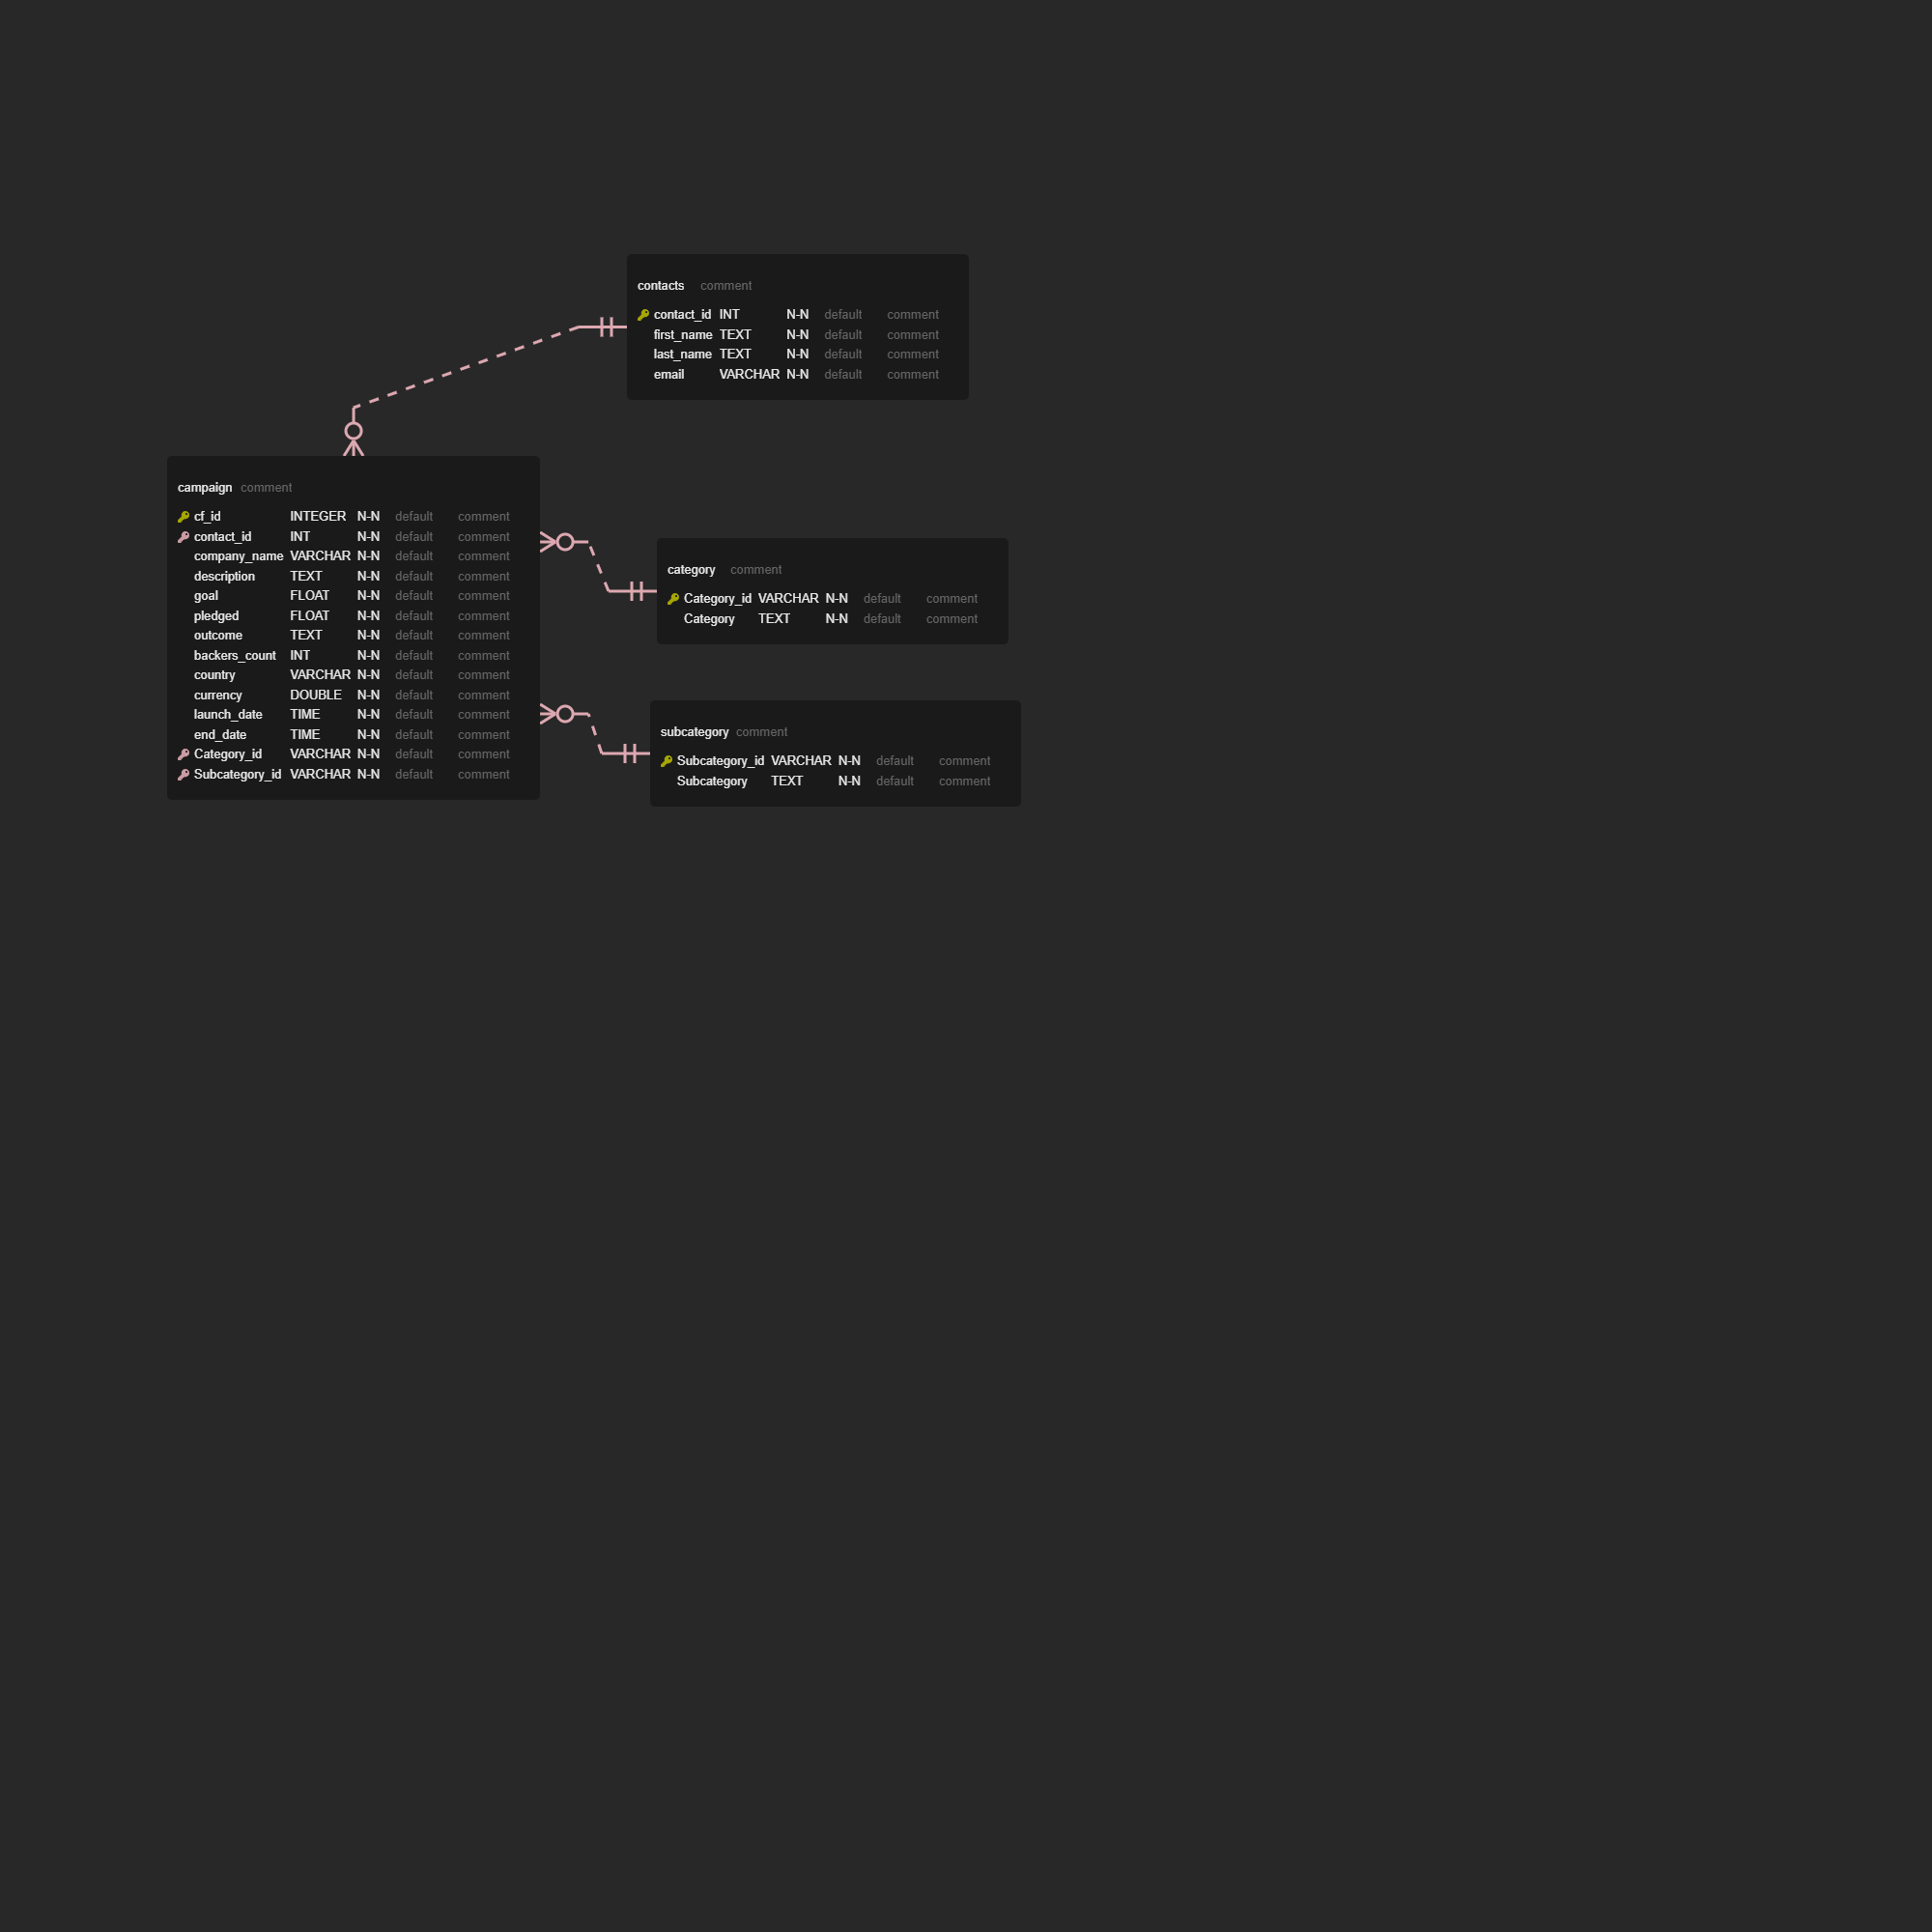 contacts comment
contact_id INT N-N default comment
first_name TEXT N-N default comment
last_name TEXT N-N default comment
email VARCHAR N-N default comment
campaign comment
cf_id INTEGER N-N default comment
contact_id INT N-N default comment
company_name VARCHAR N-N default comment
description TEXT N-N default comment
goal FLOAT N-N default comment
pledged FLOAT N-N default comment
outcome TEXT N-N default comment
backers_count INT N-N default comment
country VARCHAR N-N default comment
currency DOUBLE N-N default comment
launch_date TIME N-N default comment
end_date TIME N-N default comment
Category_id VARCHAR N-N default comment
Subcategory_id VARCHAR N-N default comment
category comment
Category_id VARCHAR N-N default comment
Category TEXT N-N default comment
subcategory comment
Subcategory_id VARCHAR N-N default comment
Subcategory TEXT N-N default comment